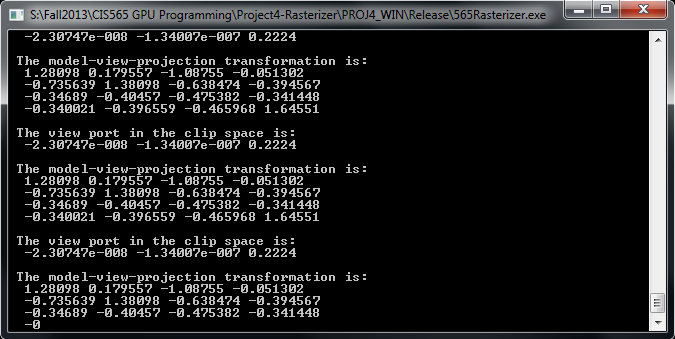 S:\Fall2013\CIS565 GPU Programming\Project4-Rasterizer\PROJ4_WIN\Release\565Rasterizer.exe
-2.30747e-008 -1.34007e-007 0.2224
The model-view-projection transformation is:
1.28098 0.179557 -1.08755 -0.051302
-0.735639 1.38098 -0.638474 -0.394567
-0.34689 -0.40457 -0.475382 -0.341448
-0.340021 -0.396559 -0.465968 1.64551
The view port in the clip space is:
-2.30747e-008 -1.34007e-007 0.2224
The model-view-projection transformation is:
1.28098 0.179557 -1.08755 -0.051302
-0.735639 1.38098 -0.638474 -0.394567
-0.34689 -0.40457 -0.475382 -0.341448
-0.340021 -0.396559 -0.465968 1.64551
The view port in the clip space is:
-2.30747e-008 -1.34007e-007 0.2224
The model-view-projection transformation is:
1.28098 0.179557 -1.08755 -0.051302
-0.735639 1.38098 -0.638474 -0.394567
-0.34689 -0.40457 -0.475382 -0.341448
-0